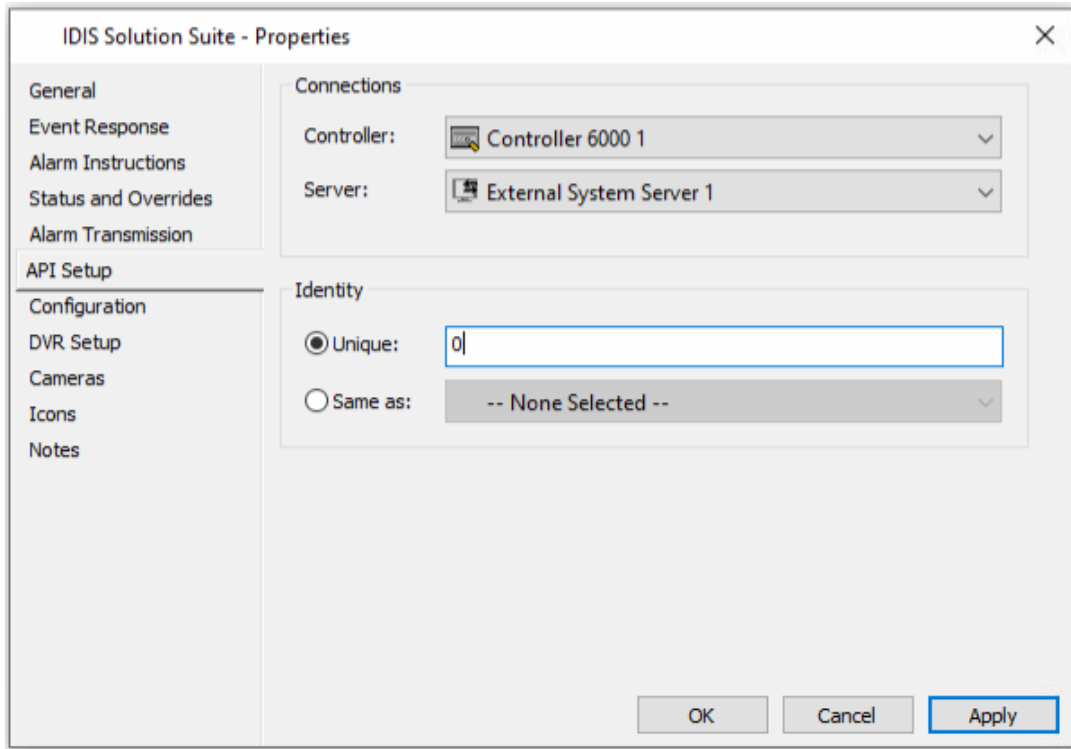 IDIS Solution Suite - Properties
General
Event Response
Alarm Instructions
Status and Overrides
Alarm Transmission
API Setup
Configuration
DVR Setup
Cameras
Icons
Notes
Connections
Controller: Controller 6000 1
Server: External System Server 1
Identity
Unique: 0
Same as: -- None Selected --
OK Cancel Apply